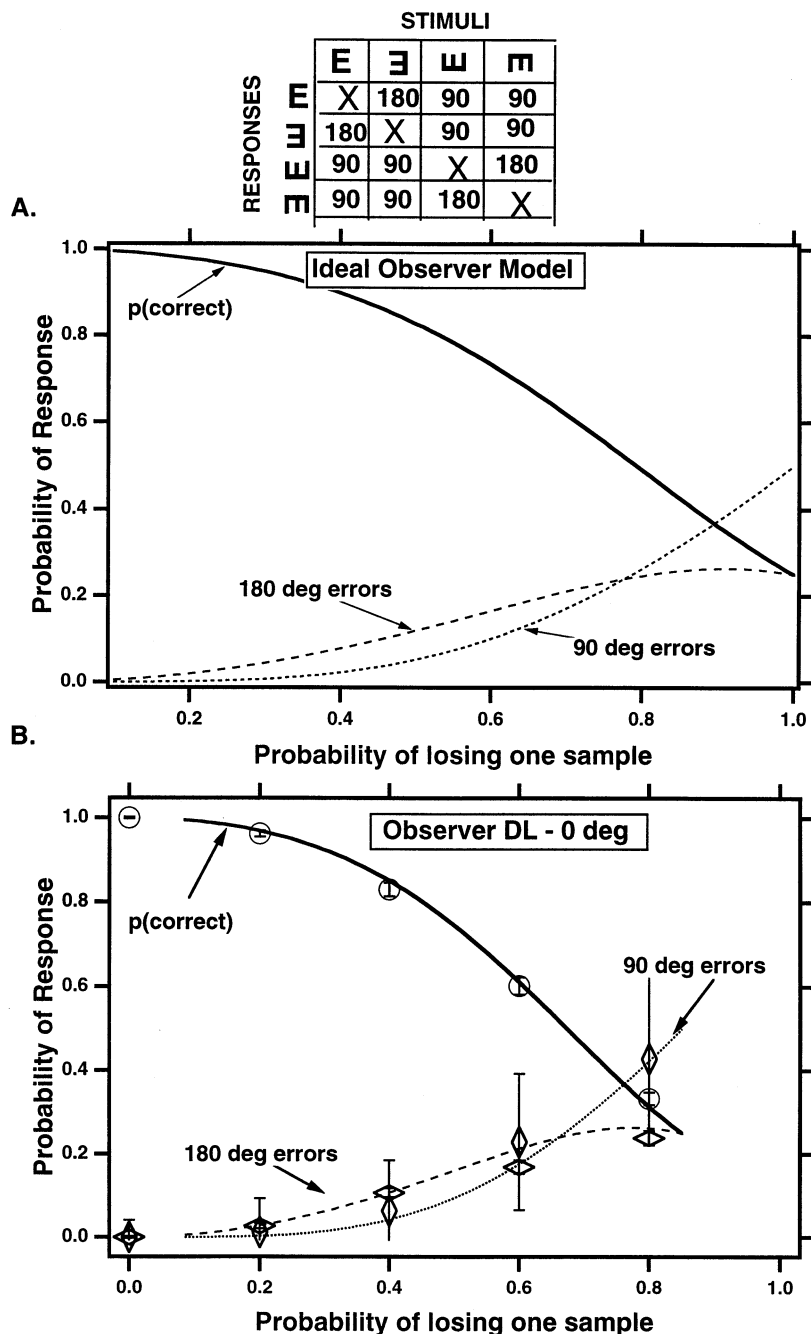 STIMULI
E Ǝ Ш m
RESPONSES
E X 180 90 90
Ǝ 180 X 90 90
Ш 90 90 X 180
m 90 90 180 X
A.
Ideal Observer Model
p(correct)
180 deg errors
90 deg errors
Probability of Response
1.0
0.8
0.6
0.4
0.2
0.0
0.2 0.4 0.6 0.8 1.0
Probability of losing one sample
B.
Observer DL - 0 deg
p(correct)
90 deg errors
180 deg errors
Probability of Response
1.0
0.8
0.6
0.4
0.2
0.0
0.0 0.2 0.4 0.6 0.8 1.0
Probability of losing one sample